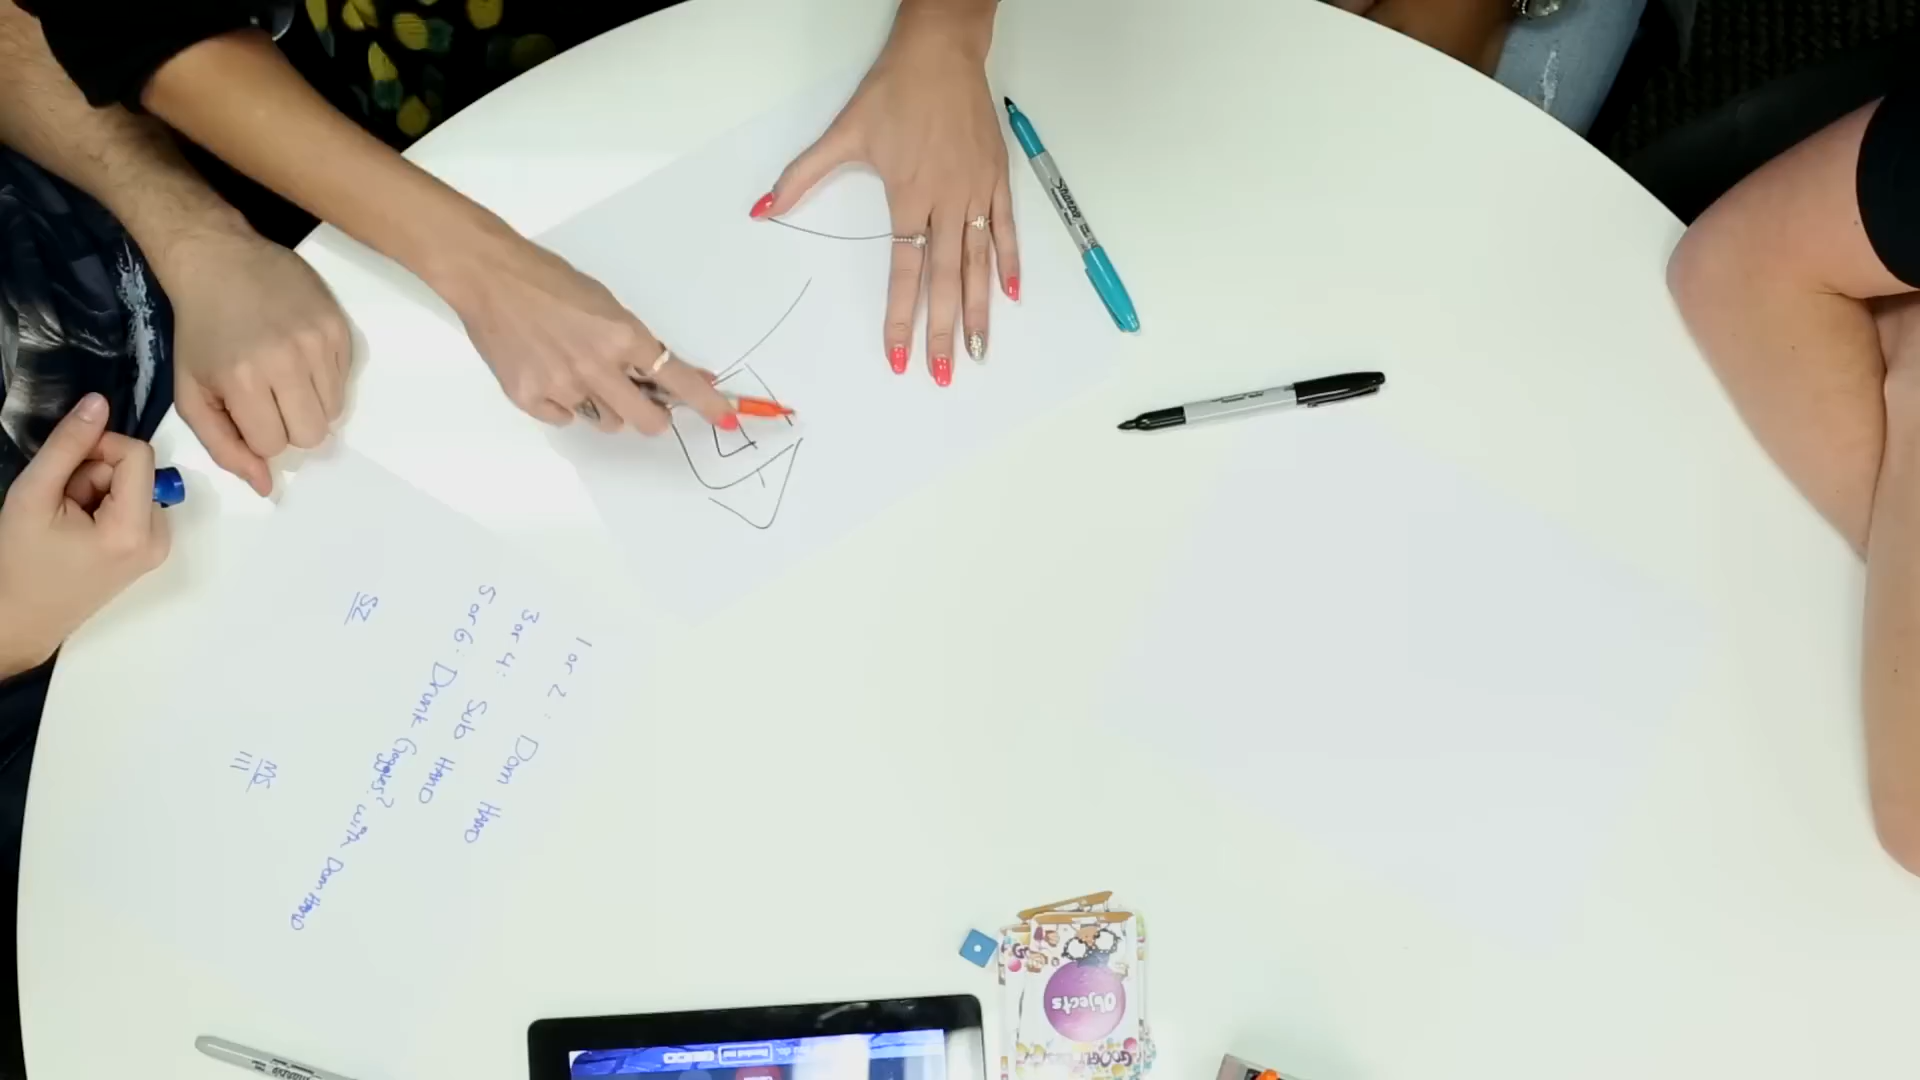 1 or 2: Dom HAND
3 or 4: Sub HAND
5 or 6: Drunk Goggles? with Dom HAND
SZ
MS
III
Sharpie
Objects